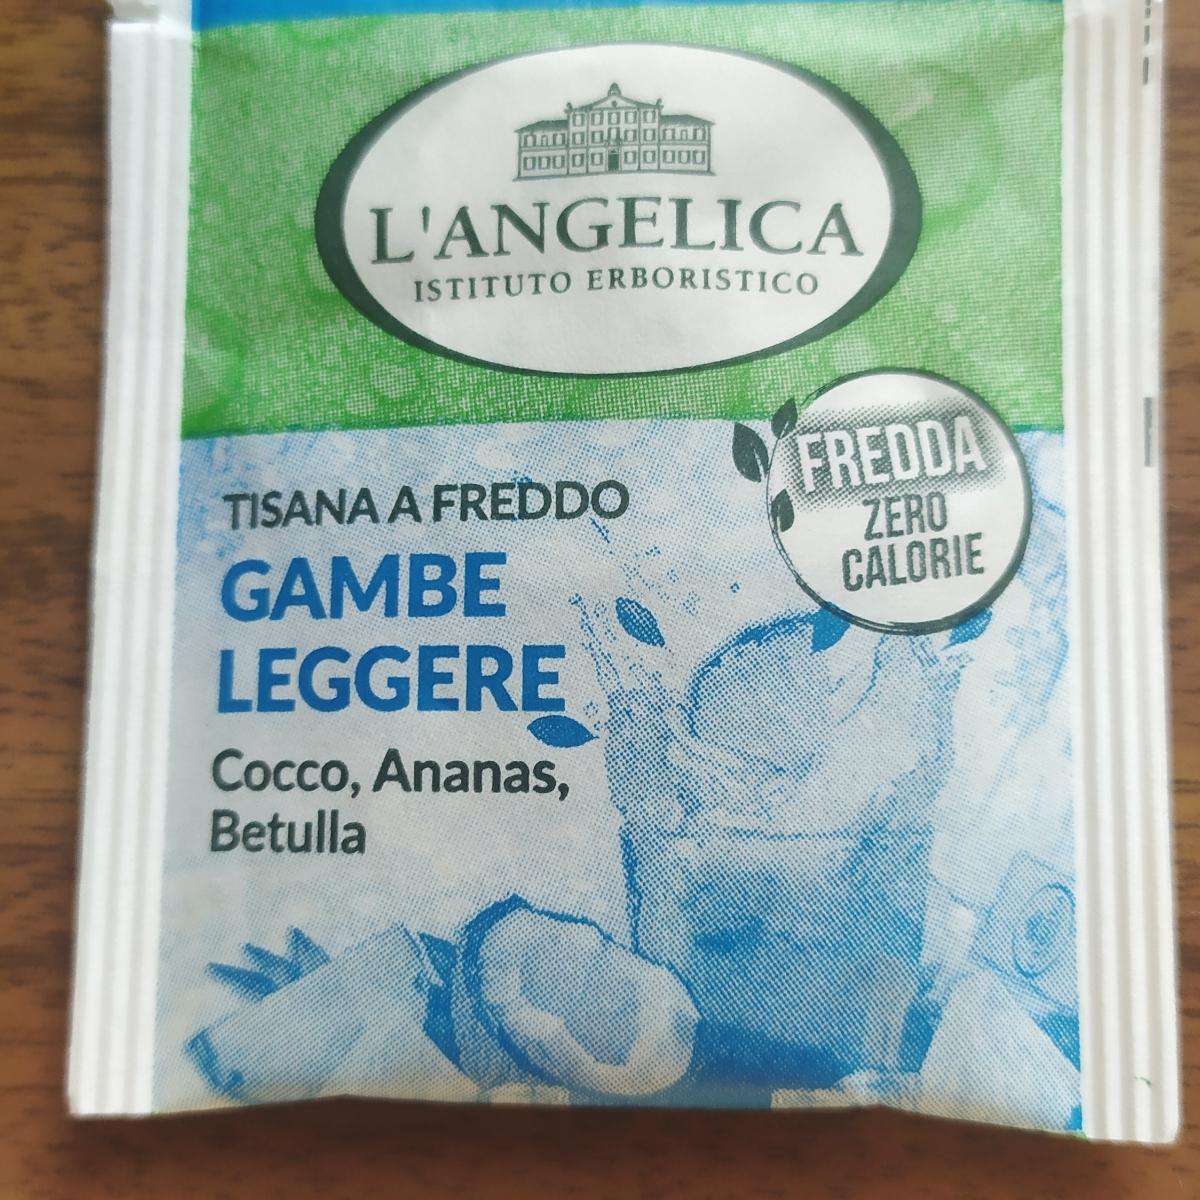 L'ANGELICA
ISTITUTO ERBORISTICO
FREDDA
ZERO
CALORIE
TISANA A FREDDO
GAMBE
LEGGERE
Cocco, Ananas,
Betulla